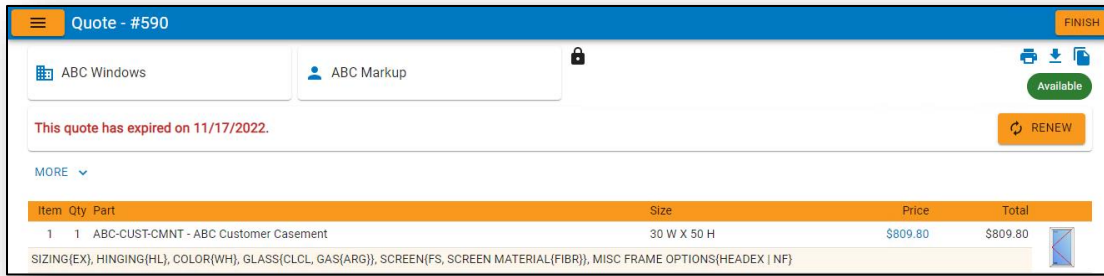 Quote - #590
FINISH
ABC Windows
ABC Markup
Available
This quote has expired on 11/17/2022.
RENEW
MORE
Item Qty Part Size Price Total
1 1 ABC-CUST-CMNT - ABC Customer Casement 30 W X 50 H $809.80 $809.80
SIZING{EX}, HINGING{HL}, COLOR{WH}, GLASS{CLCL, GAS{ARG}}, SCREEN{FS, SCREEN MATERIAL{FIBR}}, MISC FRAME OPTIONS{HEADEX | NF}